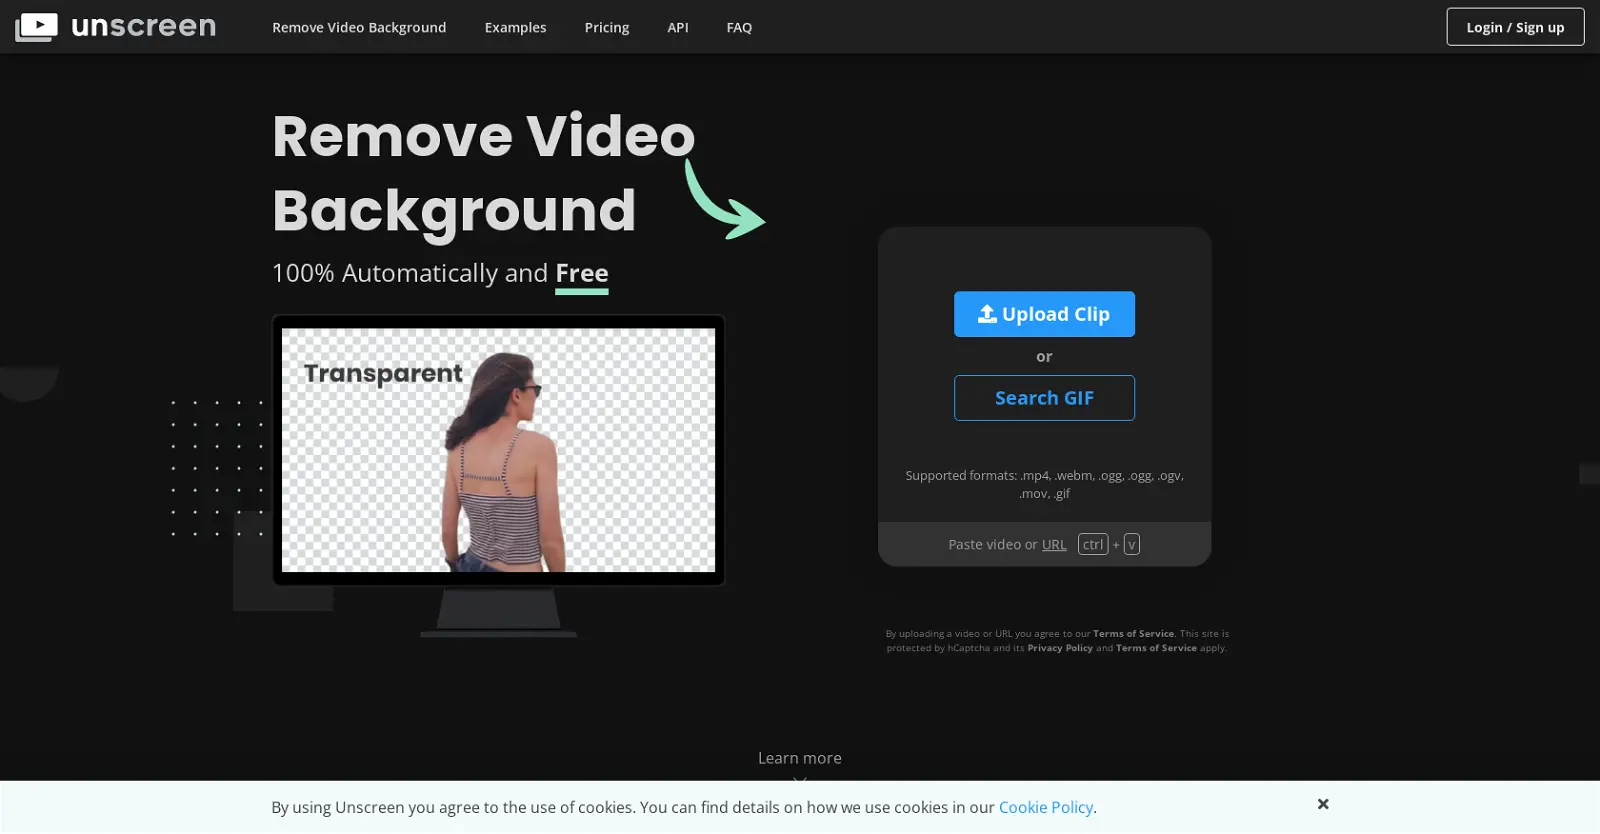 unscreen
Remove Video Background
Examples
Pricing
API
FAQ
Login / Sign up
Remove Video
Background
100% Automatically and Free
Transparent
Upload Clip
or
Search GIF
Supported formats: .mp4, .webm, .ogg, .ogg, .ogv,
.mov, .gif
Paste video or URL ctrl + v
By uploading a video or URL you agree to our Terms of Service. This site is
protected by hCaptcha and its Privacy Policy and Terms of Service apply.
Learn more
By using Unscreen you agree to the use of cookies. You can find details on how we use cookies in our Cookie Policy.